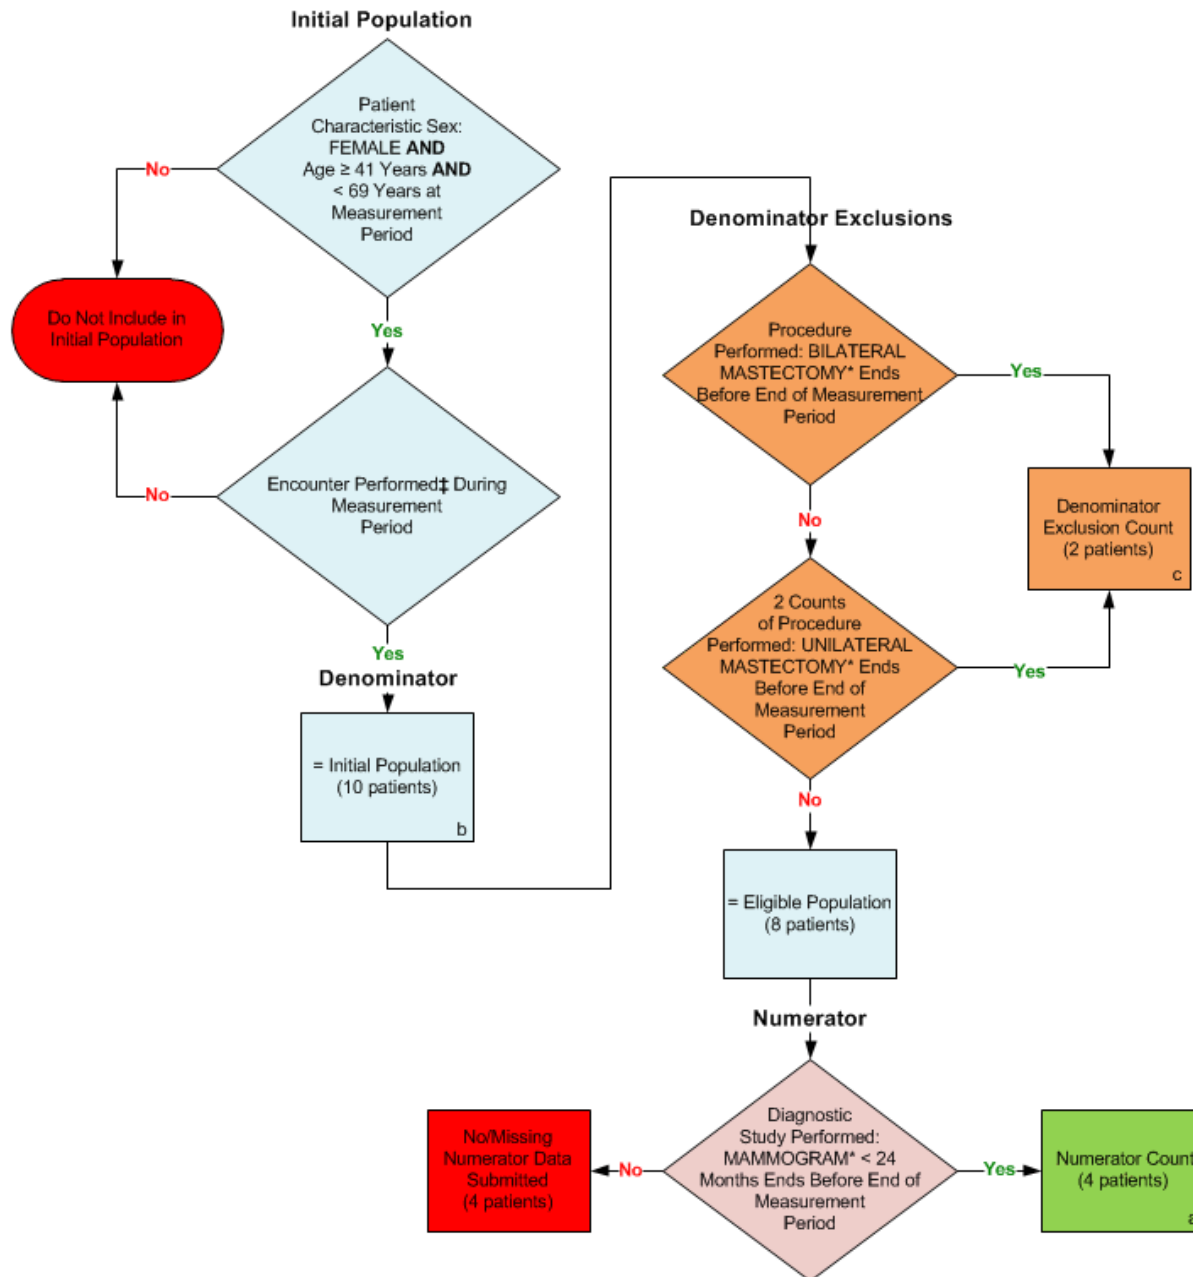 Initial Population
Patient
Characteristic Sex:
FEMALE AND
Age ≥ 41 Years AND
< 69 Years at
Measurement
Period
No
Do Not Include in
Initial Population
Yes
Encounter Performed‡ During
Measurement
Period
No
Yes
Denominator
= Initial Population
(10 patients)
b
Denominator Exclusions
Procedure
Performed: BILATERAL
MASTECTOMY* Ends
Before End of Measurement
Period
Yes
No
Denominator
Exclusion Count
(2 patients)
c
2 Counts
of Procedure
Performed: UNILATERAL
MASTECTOMY* Ends
Before End of
Measurement
Period
Yes
No
= Eligible Population
(8 patients)
Numerator
Diagnostic
Study Performed:
MAMMOGRAM* < 24
Months Ends Before End of
Measurement
Period
No
No/Missing
Numerator Data
Submitted
(4 patients)
Yes
Numerator Count
(4 patients)
a